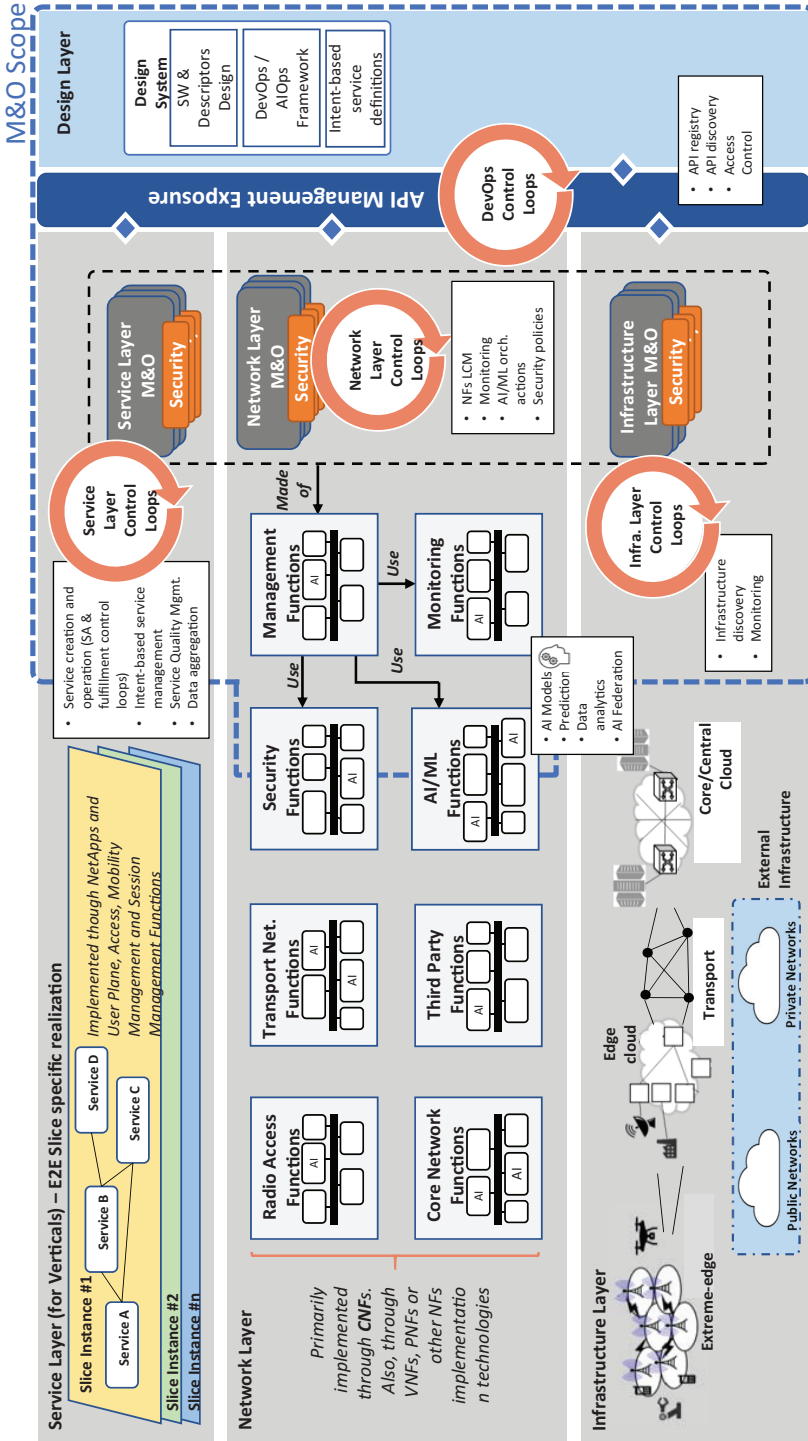 M&O Scope
Service Layer (for Verticals) – E2E Slice specific realization
Slice Instance #1
Service A
Service B
Service C
Service D
Implemented though NetApps and
User Plane, Access, Mobility
Management and Session
Management Functions
Slice Instance #2
Slice Instance #n
• Service creation and
operation (SA &
fulfillment control
loops)
• Intent-based service
management
• Service Quality Mgmt.
• Data aggregation
Service
Layer
Control
Loops
Service Layer
M&O
Security
Network Layer
Primarily
implemented
through CNFs.
Also, through
VNFs, PNFs or
other NFs
implementatio
n technologies
Radio Access
Functions
AI
Transport Net.
Functions
AI
AI
Security
Functions
AI
Management
Functions
AI
Core Network
Functions
AI
AI
Third Party
Functions
AI
AI/ML
Functions
AI
AI
Monitoring
Functions
AI
Use
Use
Use
Made
of
Network Layer
M&O
Security
Network
Layer
Control
Loops
• NFs LCM
• Monitoring
• AI/ML orch.
actions
• Security policies
• AI Models
• Prediction
• Data
analytics
• AI Federation
Infrastructure Layer
Extreme-edge
Edge
cloud
Transport
Core/Central
Cloud
External
Infrastructure
Public Networks
Private Networks
• Infrastructure
discovery
• Monitoring
Infra. Layer
Control
Loops
Infrastructure
Layer M&O
Security
API Management Exposure
DevOps
Control
Loops
Design Layer
Design
System
SW &
Descriptors
Design
DevOps /
AIOps
Framework
Intent-based
service
definitions
• API registry
• API discovery
• Access
Control